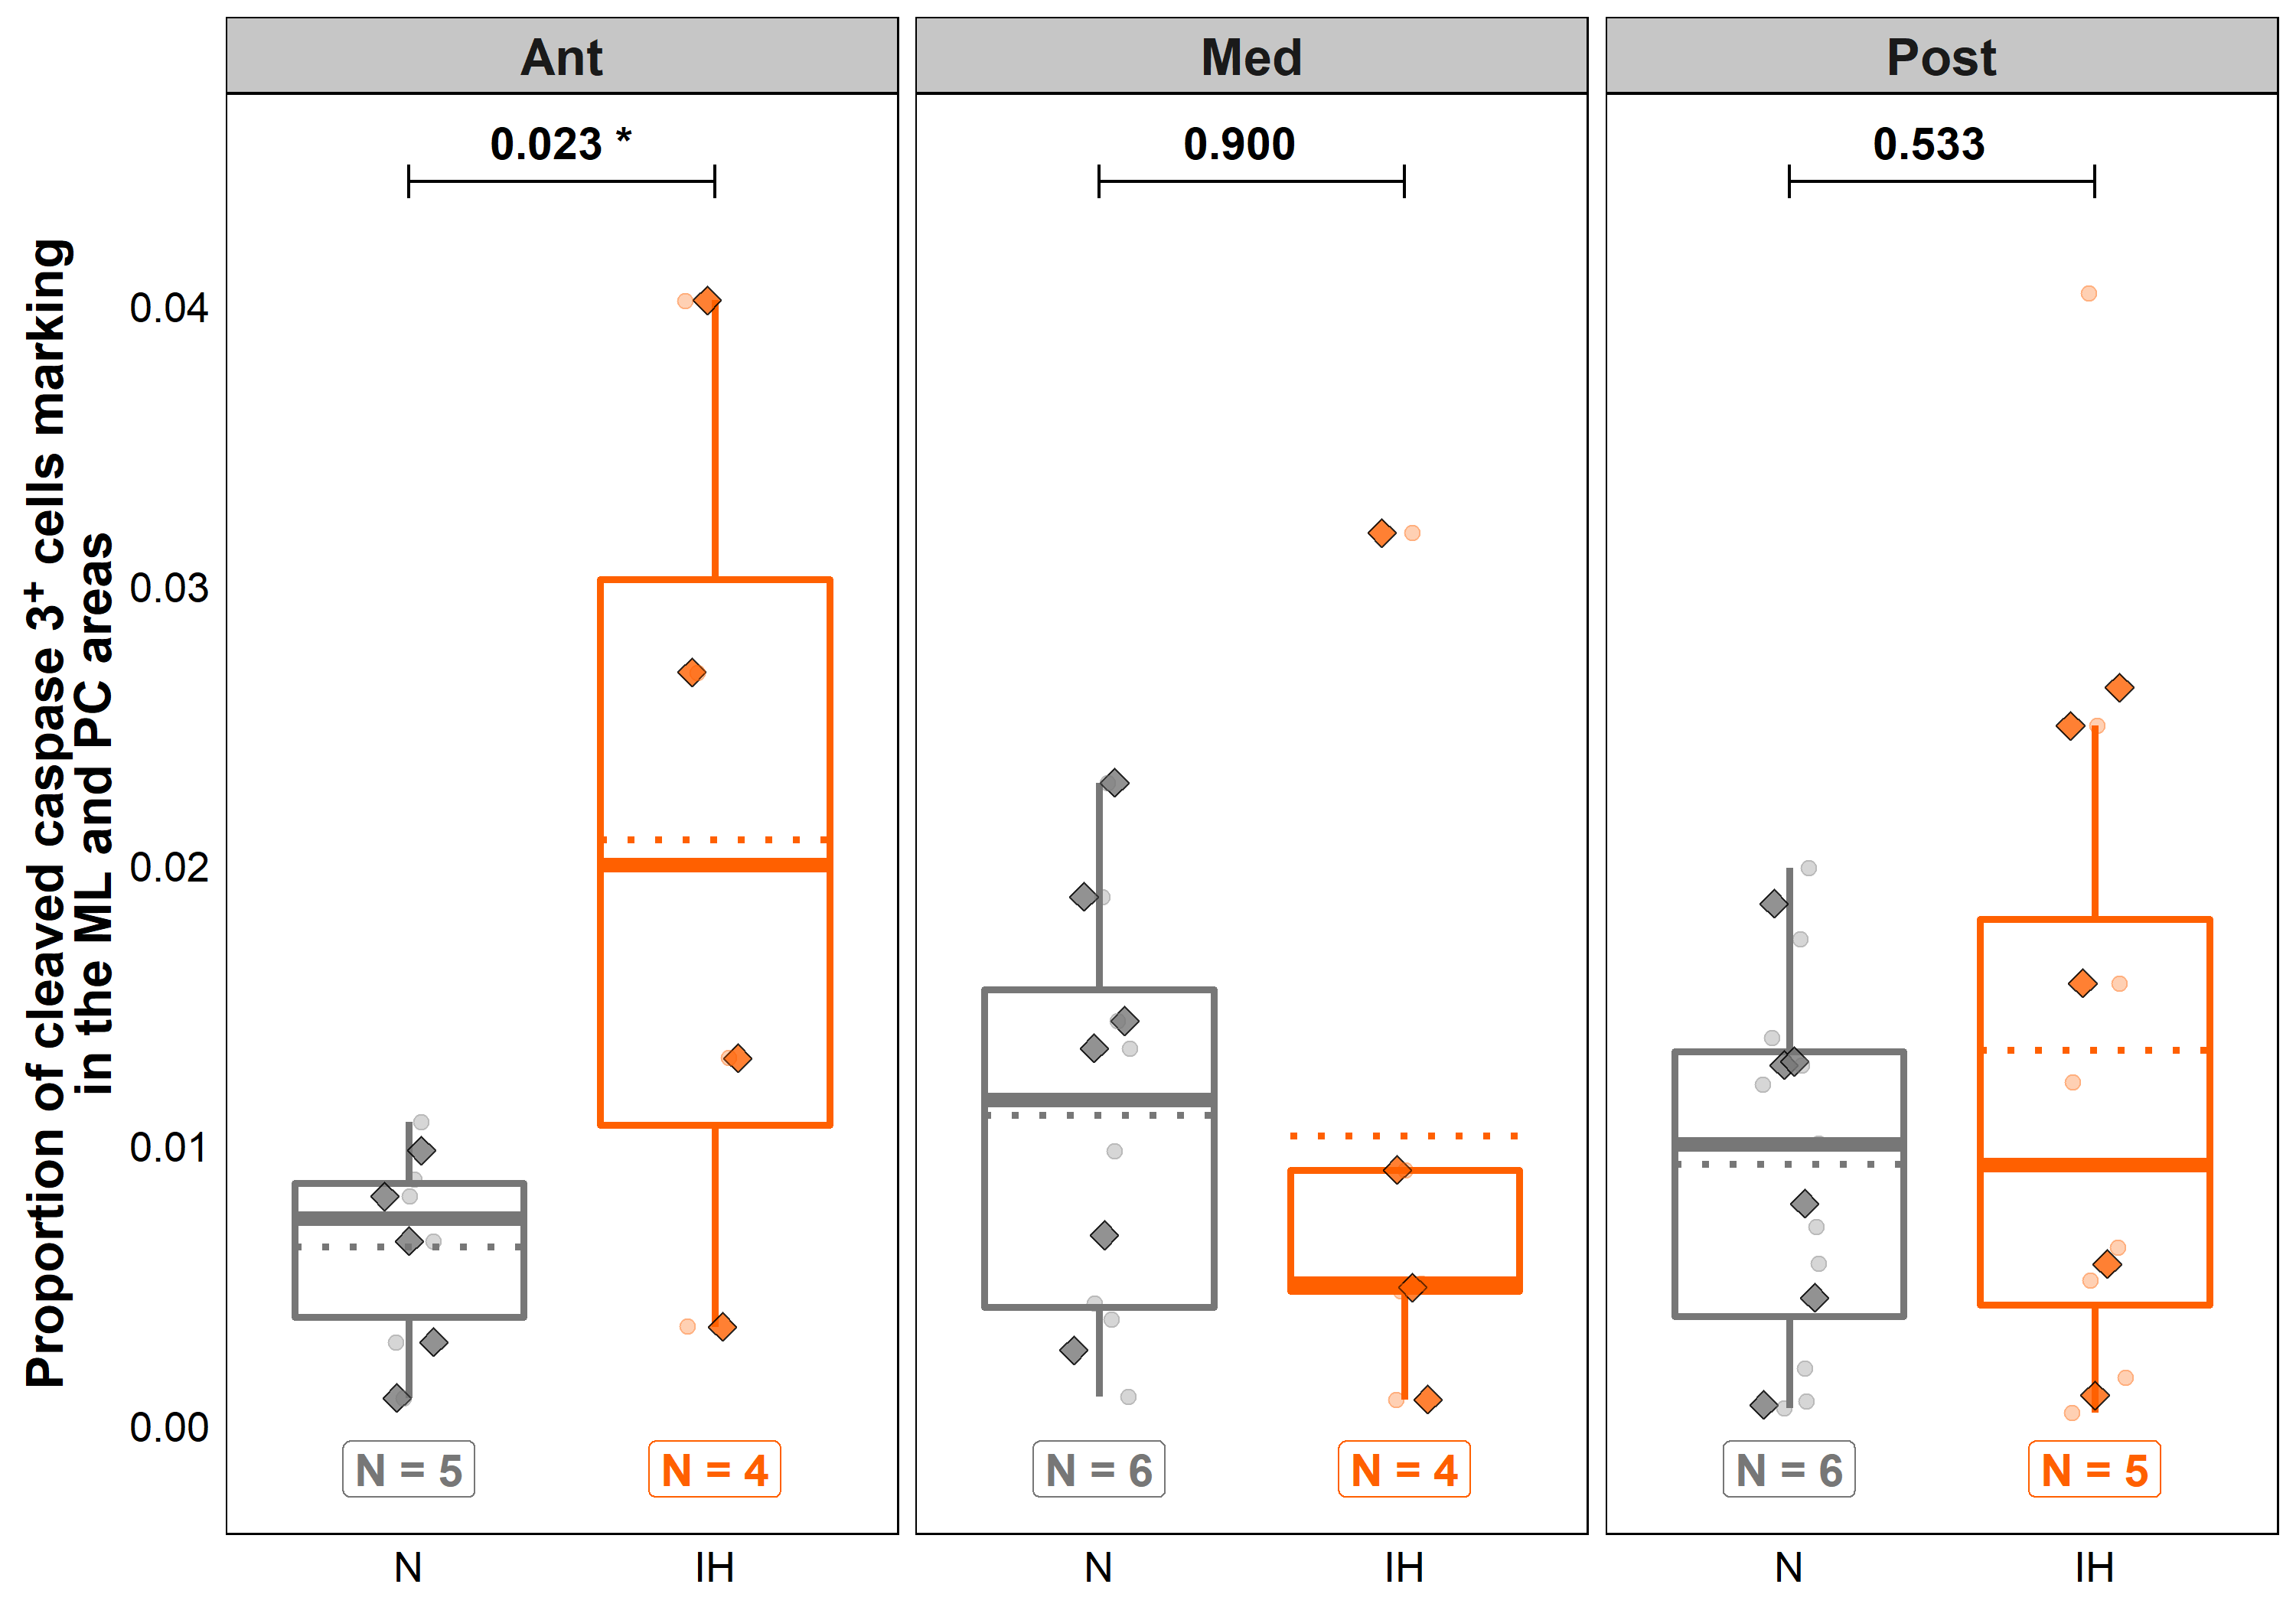 Ant
Med
Post
0.023 *
0.900
0.533
Proportion of cleaved caspase 3⁺ cells marking
in the ML and PC areas
0.04
0.03
0.02
0.01
0.00
N = 5
N = 4
N = 6
N = 4
N = 6
N = 5
N
IH
N
IH
N
IH